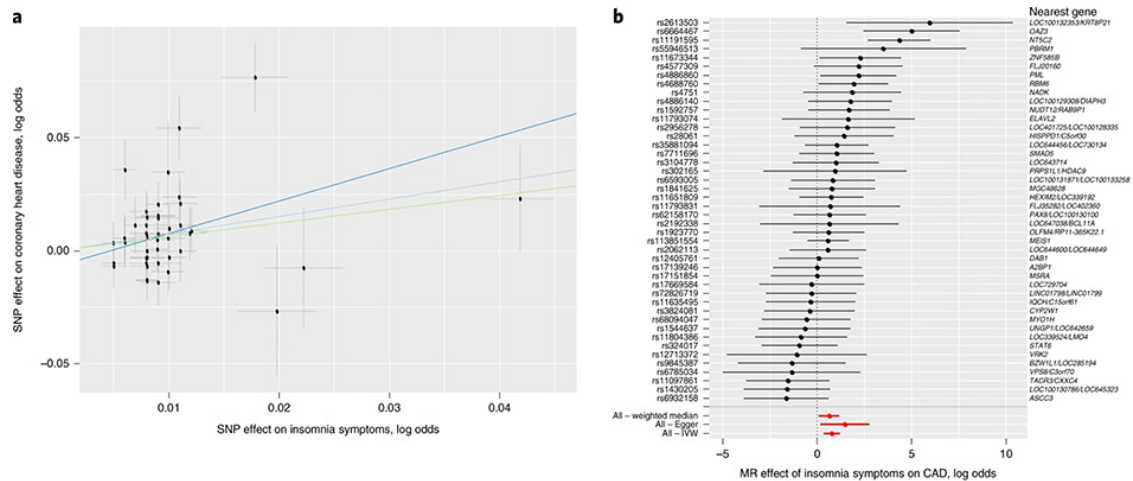 a
SNP effect on coronary heart disease, log odds
0.05
0.00
−0.05
0.01
0.02
0.03
0.04
SNP effect on insomnia symptoms, log odds
b
Nearest gene
rs2613503 LOC100132353/KRT8P21
rs6664467 OAZ3
rs11191595 NT5C2
rs55946513 PBRM1
rs11673344 ZNF585B
rs4577309 FLJ20160
rs4886860 PML
rs4688760 RBM6
rs4751 NADK
rs4886140 LOC100129308/DIAPH3
rs1592757 NUDT12/RAB9P1
rs11793074 ELAVL2
rs2956278 LOC401725/LOC100128335
rs28061 HISPPD1/C5orf30
rs35881094 LOC644456/LOC730134
rs7711696 SMAD5
rs3104778 LOC643714
rs302165 PRPS1L1/HDAC9
rs6593005 LOC100131871/LOC100133258
rs1841625 MGC48628
rs11651809 HEXIM2/LOC339192
rs11793831 FLJ35282/LOC402360
rs62158170 PAX8/LOC100130100
rs2192338 LOC647038/BCL11A
rs1923770 OLFM4/RP11-365K22.1
rs113851554 MEIS1
rs2062113 LOC644600/LOC644649
rs12405761 DAB1
rs17139246 A2BP1
rs17151854 MSRA
rs17669584 LOC729704
rs72826719 LINC01798/LINC01799
rs11635495 IQCH/C15orf61
rs3824081 CYP2W1
rs68094047 MYO1H
rs1544637 UNGP1/LOC642659
rs11804386 LOC339524/LMO4
rs324017 STAT6
rs12713372 VRK2
rs9845387 BZW1L1/LOC285194
rs6785034 VPS8/C3orf70
rs11097861 TACR3/CXXC4
rs1430205 LOC100130786/LOC645323
rs6932158 ASCC3
All – weighted median
All – Egger
All – IVW
−5
0
5
10
MR effect of insomnia symptoms on CAD, log odds